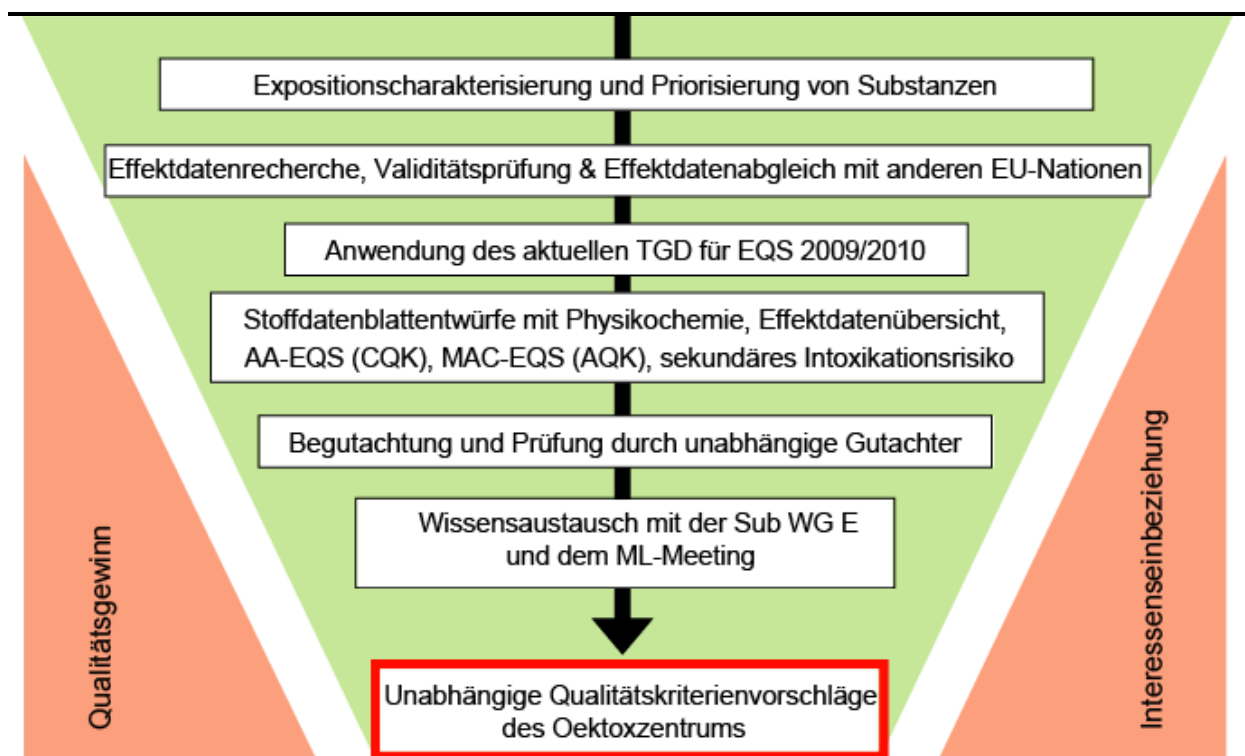 Expositionscharakterisierung und Priorisierung von Substanzen
Effektdatenrecherche, Validitätsprüfung & Effektdatenabgleich mit anderen EU-Nationen
Anwendung des aktuellen TGD für EQS 2009/2010
Stoffdatenblattentwürfe mit Physikochemie, Effektdatenübersicht,
AA-EQS (CQK), MAC-EQS (AQK), sekundäres Intoxikationsrisiko
Begutachtung und Prüfung durch unabhängige Gutachter
Wissensaustausch mit der Sub WG E
und dem ML-Meeting
Unabhängige Qualitätskriterienvorschläge
des Oektoxzentrums
Qualitätsgewinn
Interesseneinbeziehung